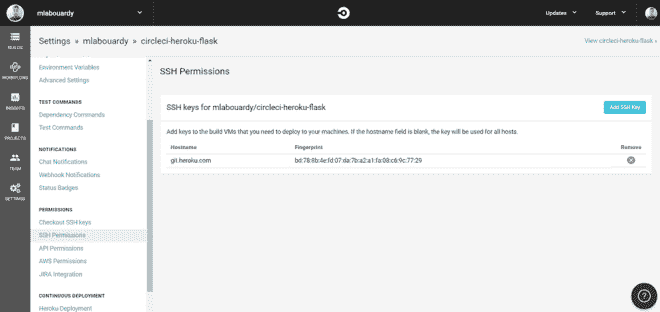 mlabouardy
Updates
Support
Settings » mlabouardy » circleci-heroku-flask
View circleci-heroku-flask »
BUILDS
WORKFLOWS
INSIGHTS
PROJECTS
TEAM
SETTINGS
Environment Variables
Advanced Settings
TEST COMMANDS
Dependency Commands
Test Commands
NOTIFICATIONS
Chat Notifications
Webhook Notifications
Status Badges
PERMISSIONS
Checkout SSH keys
SSH Permissions
API Permissions
AWS Permissions
JIRA Integration
CONTINUOUS DEPLOYMENT
Heroku Deployment
SSH Permissions
SSH keys for mlabouardy/circleci-heroku-flask
Add SSH Key
Add keys to the build VMs that you need to deploy to your machines. If the hostname field is blank, the key will be used for all hosts.
Hostname Fingerprint Remove
git.heroku.com bd:78:8b:4e:fd:07:da:7b:a2:a1:fa:08:c6:9c:77:29